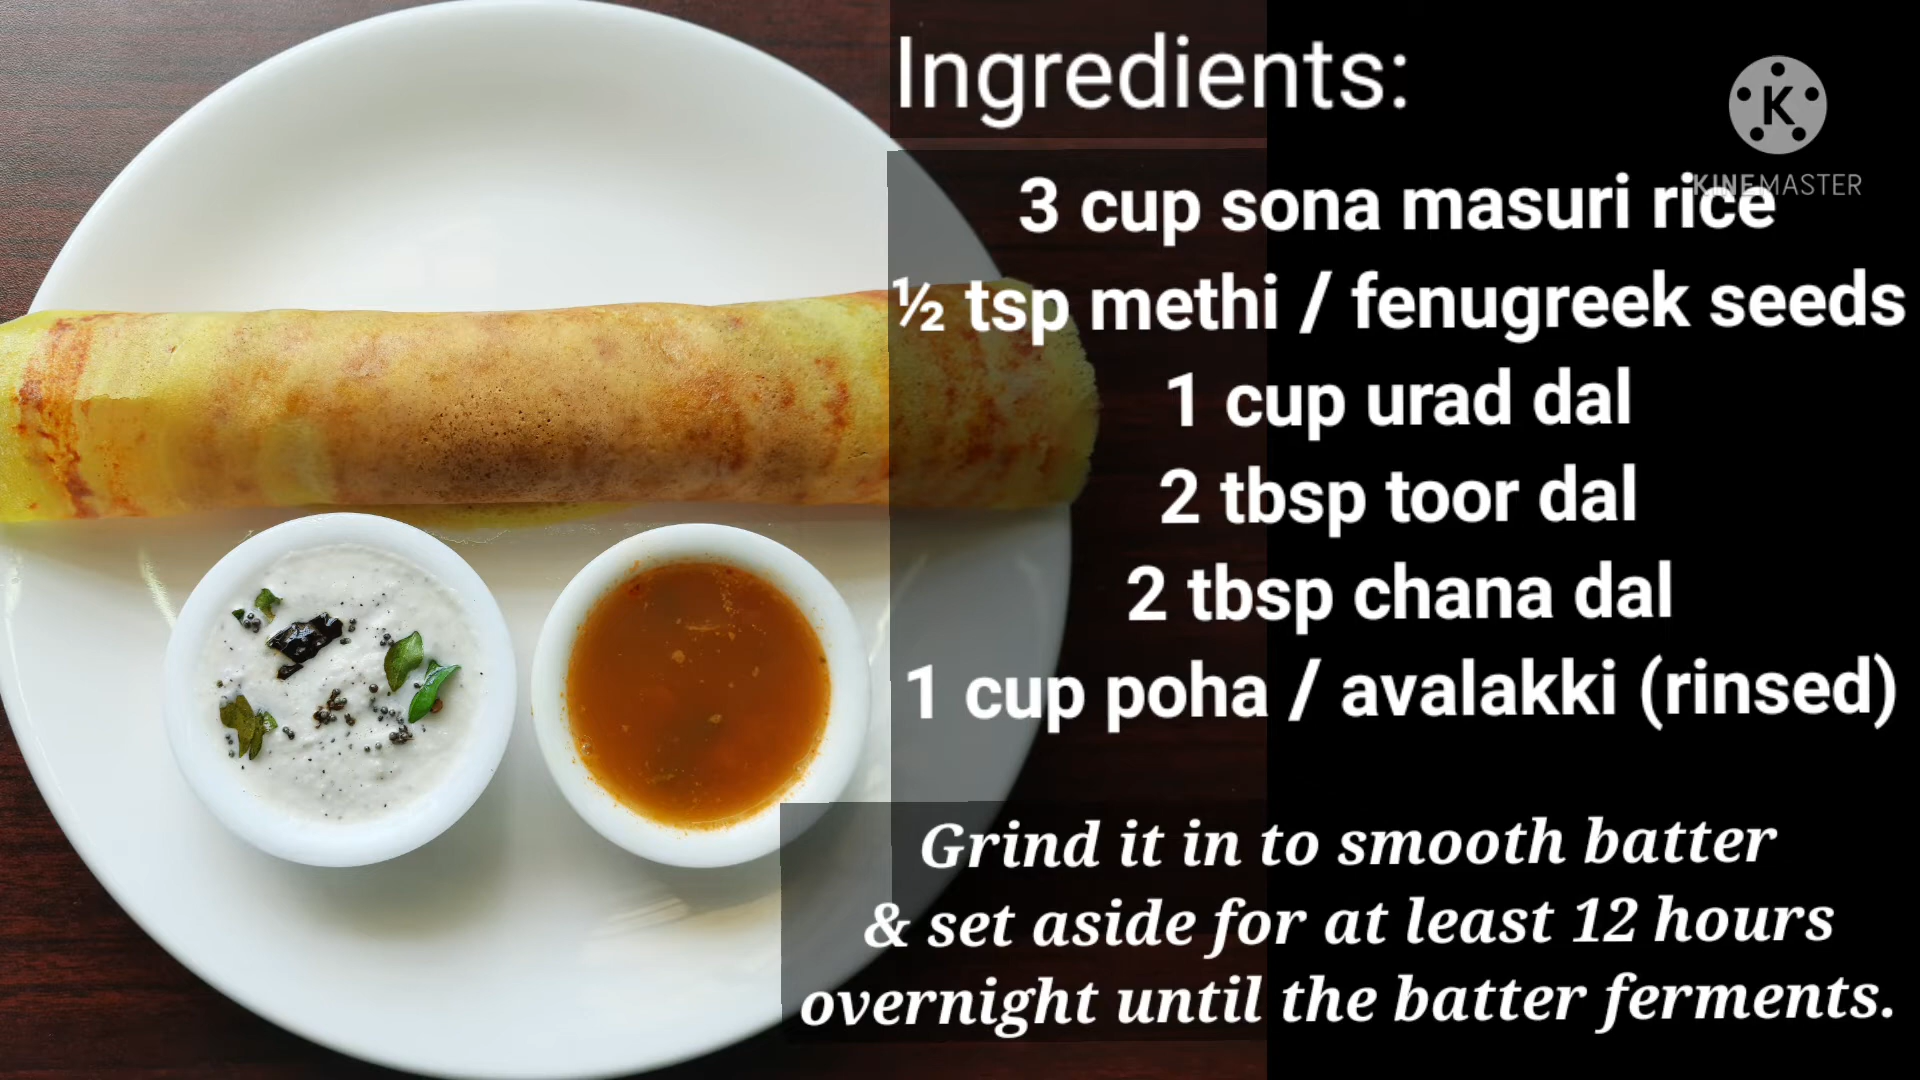 Ingredients:
K
KINEMASTER
3 cup sona masuri rice
½ tsp methi / fenugreek seeds
1 cup urad dal
2 tbsp toor dal
2 tbsp chana dal
1 cup poha / avalakki (rinsed)
Grind it in to smooth batter
& set aside for at least 12 hours
overnight until the batter ferments.